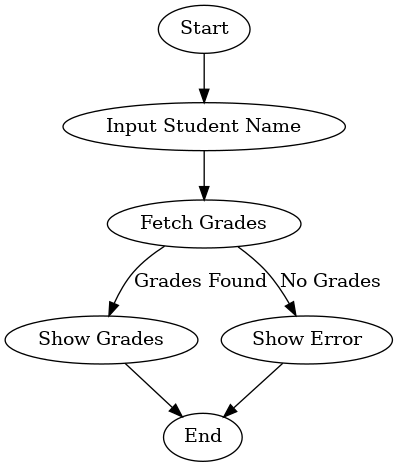 Start
Input Student Name
Fetch Grades
Grades Found
No Grades
Show Grades
Show Error
End